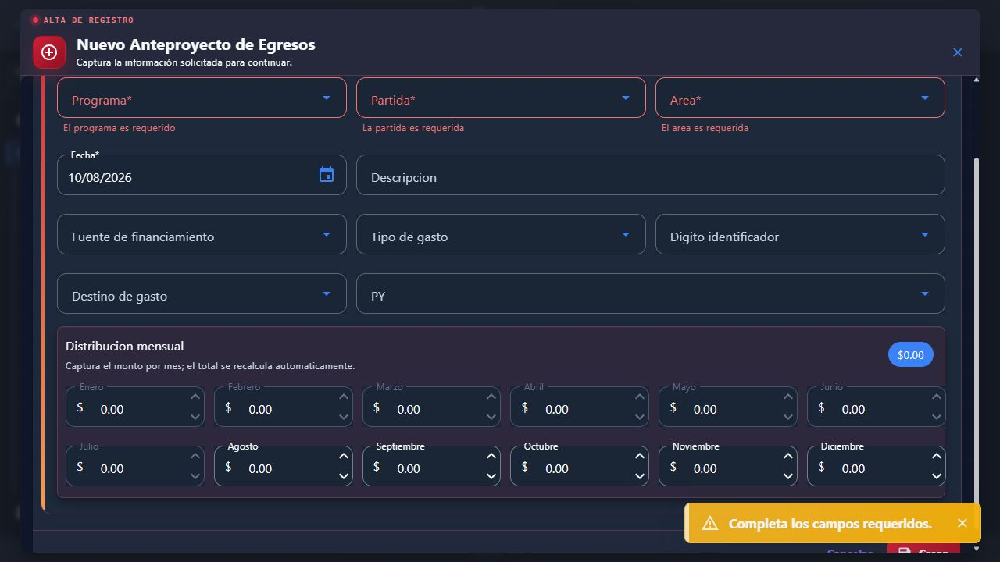 ALTA DE REGISTRO
Nuevo Anteproyecto de Egresos
Captura la información solicitada para continuar.
Programa* Partida* Area*
El programa es requerido La partida es requerida El area es requerida
Fecha*
10/08/2026 Descripcion
Fuente de financiamiento Tipo de gasto Digito identificador
Destino de gasto PY
Distribucion mensual
Captura el monto por mes; el total se recalcula automaticamente.
$0.00
Enero Febrero Marzo Abril Mayo Junio
$ 0.00 $ 0.00 $ 0.00 $ 0.00 $ 0.00 $ 0.00
Julio Agosto Septiembre Octubre Noviembre Diciembre
$ 0.00 $ 0.00 $ 0.00 $ 0.00 $ 0.00 $ 0.00
Completa los campos requeridos.
Cancelar